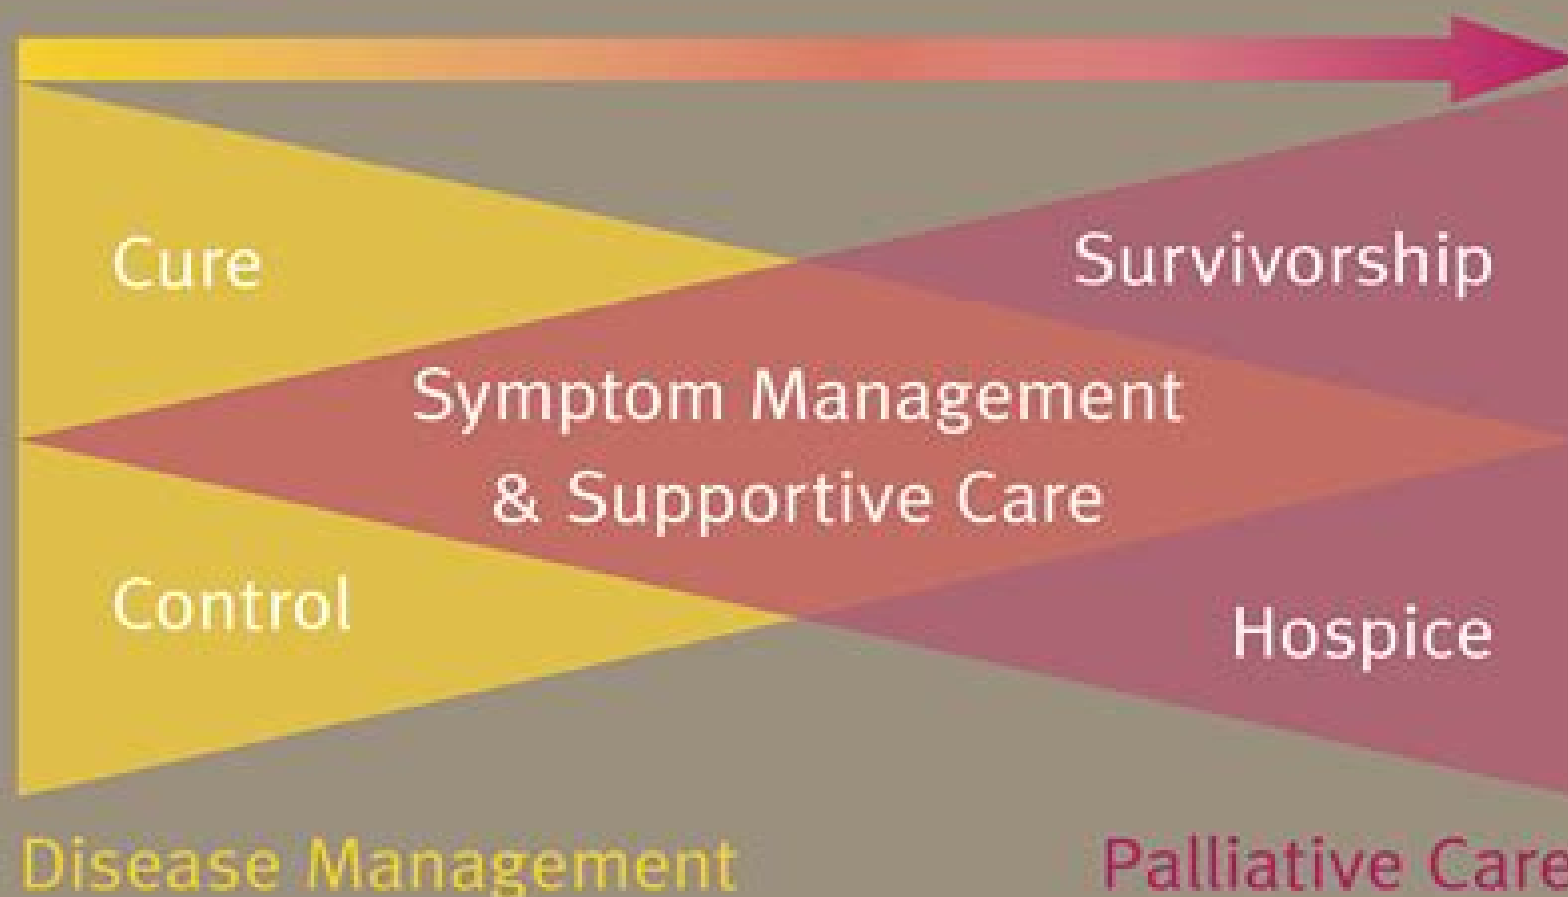 Cure
Survivorship
Symptom Management
& Supportive Care
Control
Hospice
Disease Management
Palliative Care